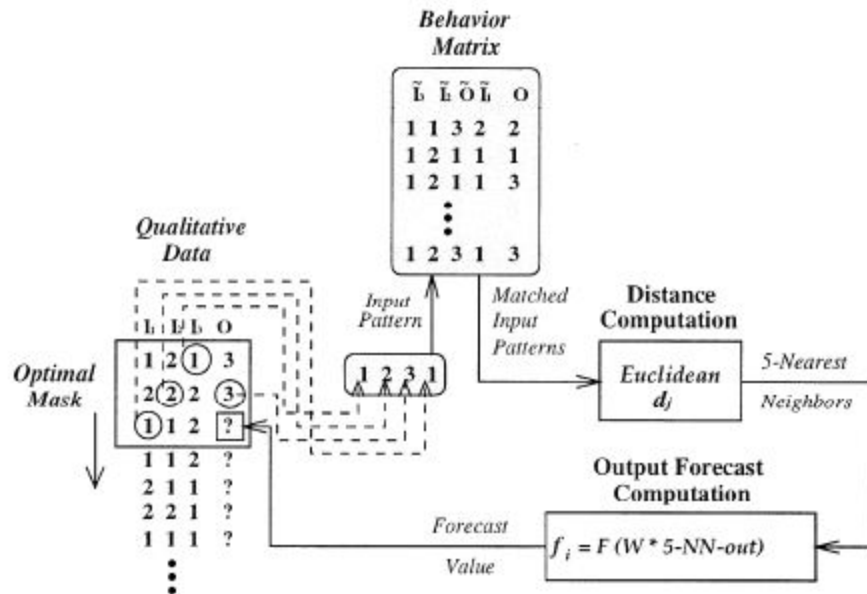 Behavior
Matrix
Ĩ₃ Ĩ₂ Õ Ĩ₁ O
1 1 3 2 2
1 2 1 1 1
1 2 1 1 3
1 2 3 1 3
Qualitative
Data
Input
Pattern
Matched
Input
Patterns
Distance
Computation
I₁ I₂ I₃ O
1 2 1 3
Optimal
Mask
2 2 2 3
1 1 2 ?
1 1 2 ?
2 1 1 ?
2 2 1 ?
1 1 1 ?
1 2 3 1
Euclidean
dⱼ
5-Nearest
Neighbors
Output Forecast
Computation
Forecast
Value
f i = F (W * 5-NN-out)